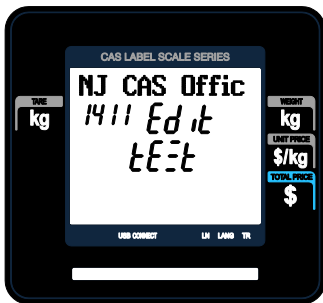 CAS LABEL SCALE SERIES
NJ CAS Offic
TARE
kg
1411 Edit
tESt
WEIGHT
kg
UNIT PRICE
$/kg
TOTAL PRICE
$
USB CONNECT LN LANG TR